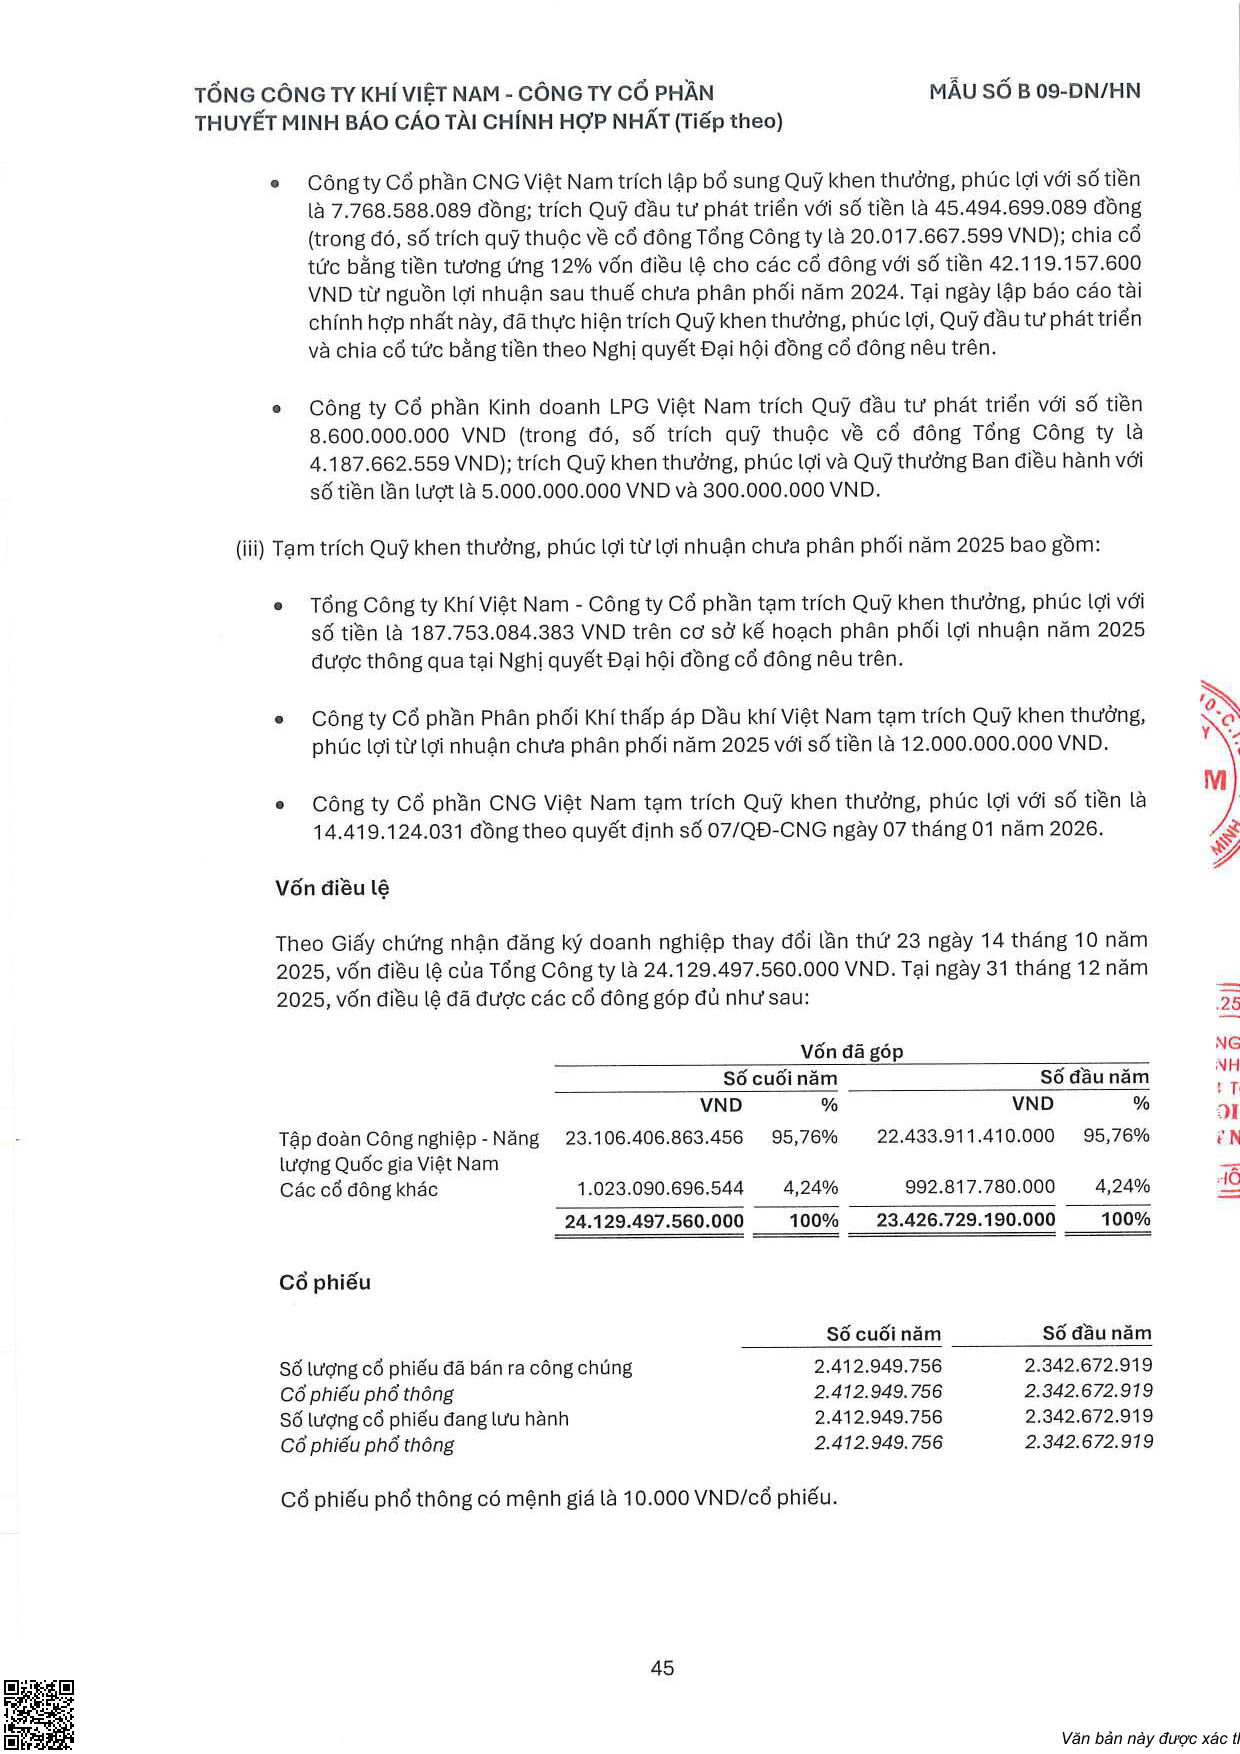 TỔNG CÔNG TY KHÍ VIỆT NAM - CÔNG TY CỔ PHẦN MẪU SỐ B 09-DN/HN
THUYẾT MINH BÁO CÁO TÀI CHÍNH HỢP NHẤT (Tiếp theo)
• Công ty Cổ phần CNG Việt Nam trích lập bổ sung Quỹ khen thưởng, phúc lợi với số tiền
là 7.768.588.089 đồng; trích Quỹ đầu tư phát triển với số tiền là 45.494.699.089 đồng
(trong đó, số trích quỹ thuộc về cổ đông Tổng Công ty là 20.017.667.599 VND); chia cổ
tức bằng tiền tương ứng 12% vốn điều lệ cho các cổ đông với số tiền 42.119.157.600
VND từ nguồn lợi nhuận sau thuế chưa phân phối năm 2024. Tại ngày lập báo cáo tài
chính hợp nhất này, đã thực hiện trích Quỹ khen thưởng, phúc lợi, Quỹ đầu tư phát triển
và chia cổ tức bằng tiền theo Nghị quyết Đại hội đồng cổ đông nêu trên.
• Công ty Cổ phần Kinh doanh LPG Việt Nam trích Quỹ đầu tư phát triển với số tiền
8.600.000.000 VND (trong đó, số trích quỹ thuộc về cổ đông Tổng Công ty là
4.187.662.559 VND); trích Quỹ khen thưởng, phúc lợi và Quỹ thưởng Ban điều hành với
số tiền lần lượt là 5.000.000.000 VND và 300.000.000 VND.
(iii) Tạm trích Quỹ khen thưởng, phúc lợi từ lợi nhuận chưa phân phối năm 2025 bao gồm:
• Tổng Công ty Khí Việt Nam - Công ty Cổ phần tạm trích Quỹ khen thưởng, phúc lợi với
số tiền là 187.753.084.383 VND trên cơ sở kế hoạch phân phối lợi nhuận năm 2025
được thông qua tại Nghị quyết Đại hội đồng cổ đông nêu trên.
• Công ty Cổ phần Phân phối Khí thấp áp Dầu khí Việt Nam tạm trích Quỹ khen thưởng,
phúc lợi từ lợi nhuận chưa phân phối năm 2025 với số tiền là 12.000.000.000 VND.
• Công ty Cổ phần CNG Việt Nam tạm trích Quỹ khen thưởng, phúc lợi với số tiền là
14.419.124.031 đồng theo quyết định số 07/QĐ-CNG ngày 07 tháng 01 năm 2026.
Vốn điều lệ
Theo Giấy chứng nhận đăng ký doanh nghiệp thay đổi lần thứ 23 ngày 14 tháng 10 năm
2025, vốn điều lệ của Tổng Công ty là 24.129.497.560.000 VND. Tại ngày 31 tháng 12 năm
2025, vốn điều lệ đã được các cổ đông góp đủ như sau:
Vốn đã góp
Số cuối năm Số đầu năm
VND % VND %
Tập đoàn Công nghiệp - Năng 23.106.406.863.456 95,76% 22.433.911.410.000 95,76%
lượng Quốc gia Việt Nam
Các cổ đông khác 1.023.090.696.544 4,24% 992.817.780.000 4,24%
24.129.497.560.000 100% 23.426.729.190.000 100%
Cổ phiếu
Số cuối năm Số đầu năm
Số lượng cổ phiếu đã bán ra công chúng 2.412.949.756 2.342.672.919
Cổ phiếu phổ thông 2.412.949.756 2.342.672.919
Số lượng cổ phiếu đang lưu hành 2.412.949.756 2.342.672.919
Cổ phiếu phổ thông 2.412.949.756 2.342.672.919
Cổ phiếu phổ thông có mệnh giá là 10.000 VND/cổ phiếu.
45
Văn bản này được xác